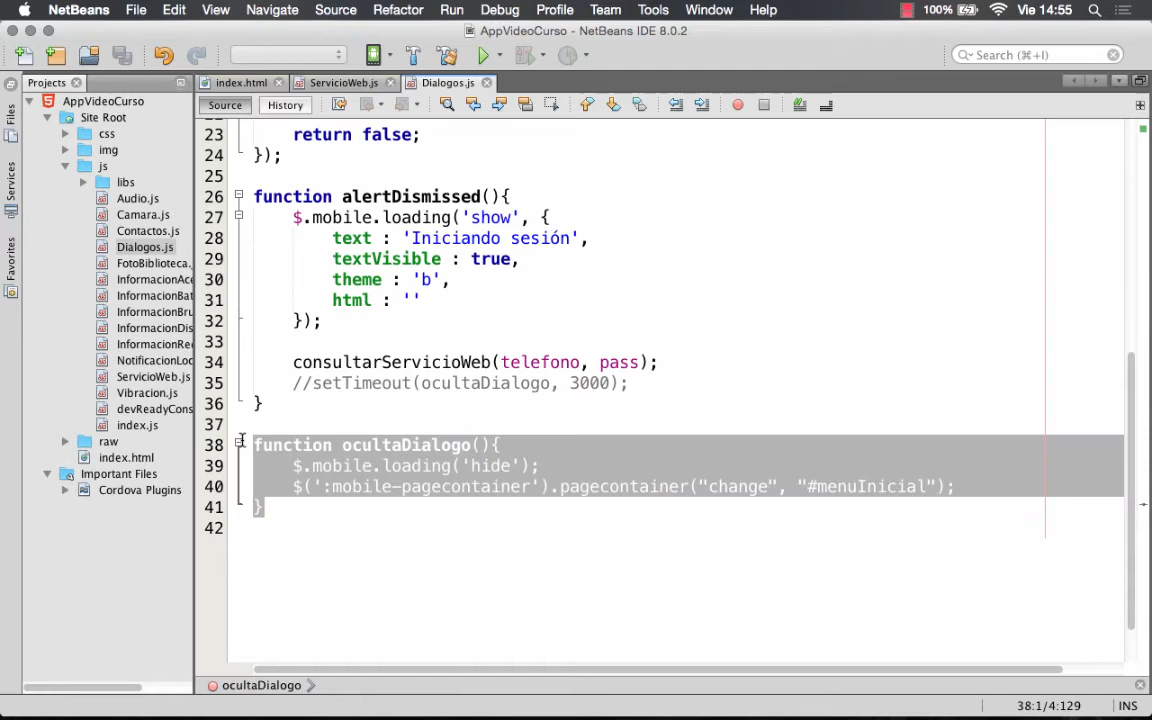 NetBeans File Edit View Navigate Source Refactor Run Debug Profile Team Tools Window Help 100% Vie 14:55
AppVideoCurso - NetBeans IDE 8.0.2
Search (⌘+I)
Projects
index.html ServicioWeb.js Dialogos.js
Source History
Files
Services
Favorites
AppVideoCurso
Site Root
css
img
js
libs
Audio.js
Camara.js
Contactos.js
Dialogos.js
FotoBiblioteca.
InformacionAce
InformacionBat
InformacionBru
InformacionDis
InformacionRe
NotificacionLoc
ServicioWeb.js
Vibracion.js
devReadyCons
index.js
raw
index.html
Important Files
Cordova Plugins
23 return false;
24 });
25
26 function alertDismissed(){
27 $.mobile.loading('show', {
28 text : 'Iniciando sesión',
29 textVisible : true,
30 theme : 'b',
31 html : ''
32 });
33
34 consultarServicioWeb(telefono, pass);
35 //setTimeout(ocultaDialogo, 3000);
36 }
37
38 function ocultaDialogo(){
39 $.mobile.loading('hide');
40 $(':mobile-pagecontainer').pagecontainer("change", "#menuInicial");
41 }
42
ocultaDialogo
38:1/4:129 INS